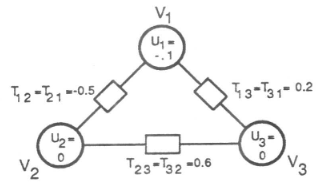 V1
U1=
-.1
T12=T21=-0.5
T13=T31=0.2
U2=
0
U3=
0
V2
T23=T32=0.6
V3